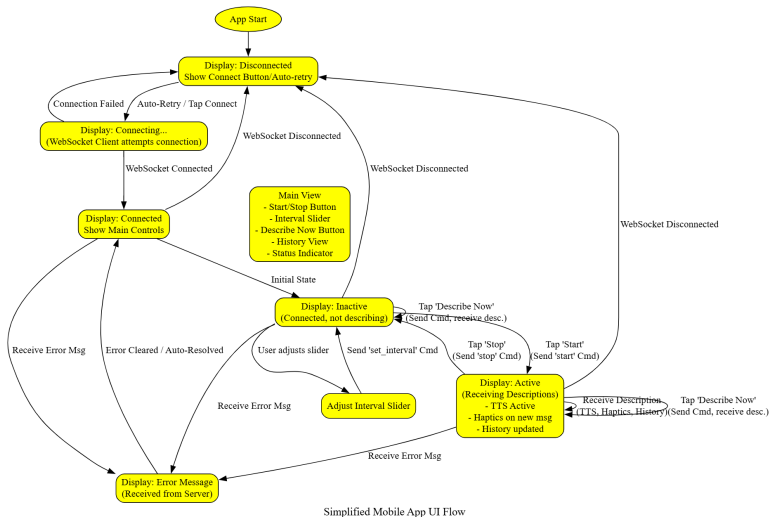 App Start
Display: Disconnected
Show Connect Button/Auto-retry
Connection Failed
Auto-Retry / Tap Connect
Display: Connecting...
(WebSocket Client attempts connection)
WebSocket Disconnected
WebSocket Connected
WebSocket Disconnected
Main View
- Start/Stop Button
- Interval Slider
- Describe Now Button
- History View
- Status Indicator
Display: Connected
Show Main Controls
WebSocket Disconnected
Initial State
Display: Inactive
(Connected, not describing)
Tap 'Describe Now'
(Send Cmd, receive desc.)
Receive Error Msg
Error Cleared / Auto-Resolved
User adjusts slider
Send 'set_interval' Cmd
Tap 'Stop'
(Send 'stop' Cmd)
Tap 'Start'
(Send 'start' Cmd)
Receive Error Msg
Adjust Interval Slider
Display: Active
(Receiving Descriptions)
- TTS Active
- Haptics on new msg
- History updated
Receive Description
(TTS, Haptics, History)
Tap 'Describe Now'
(Send Cmd, receive desc.)
Receive Error Msg
Display: Error Message
(Received from Server)
Simplified Mobile App UI Flow